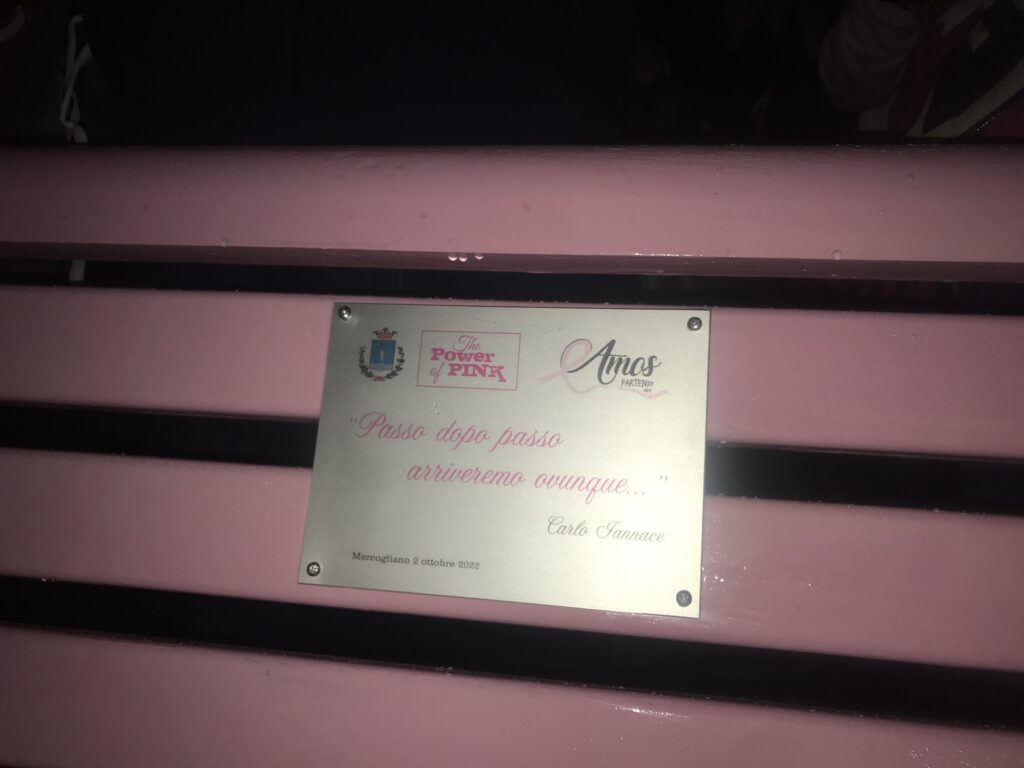 The
Power
of PINK
Amos
PARTENIO
"Passo dopo passo
arriveremo ovunque... "
Carlo Iannace
Mercogliano 2 ottobre 2022